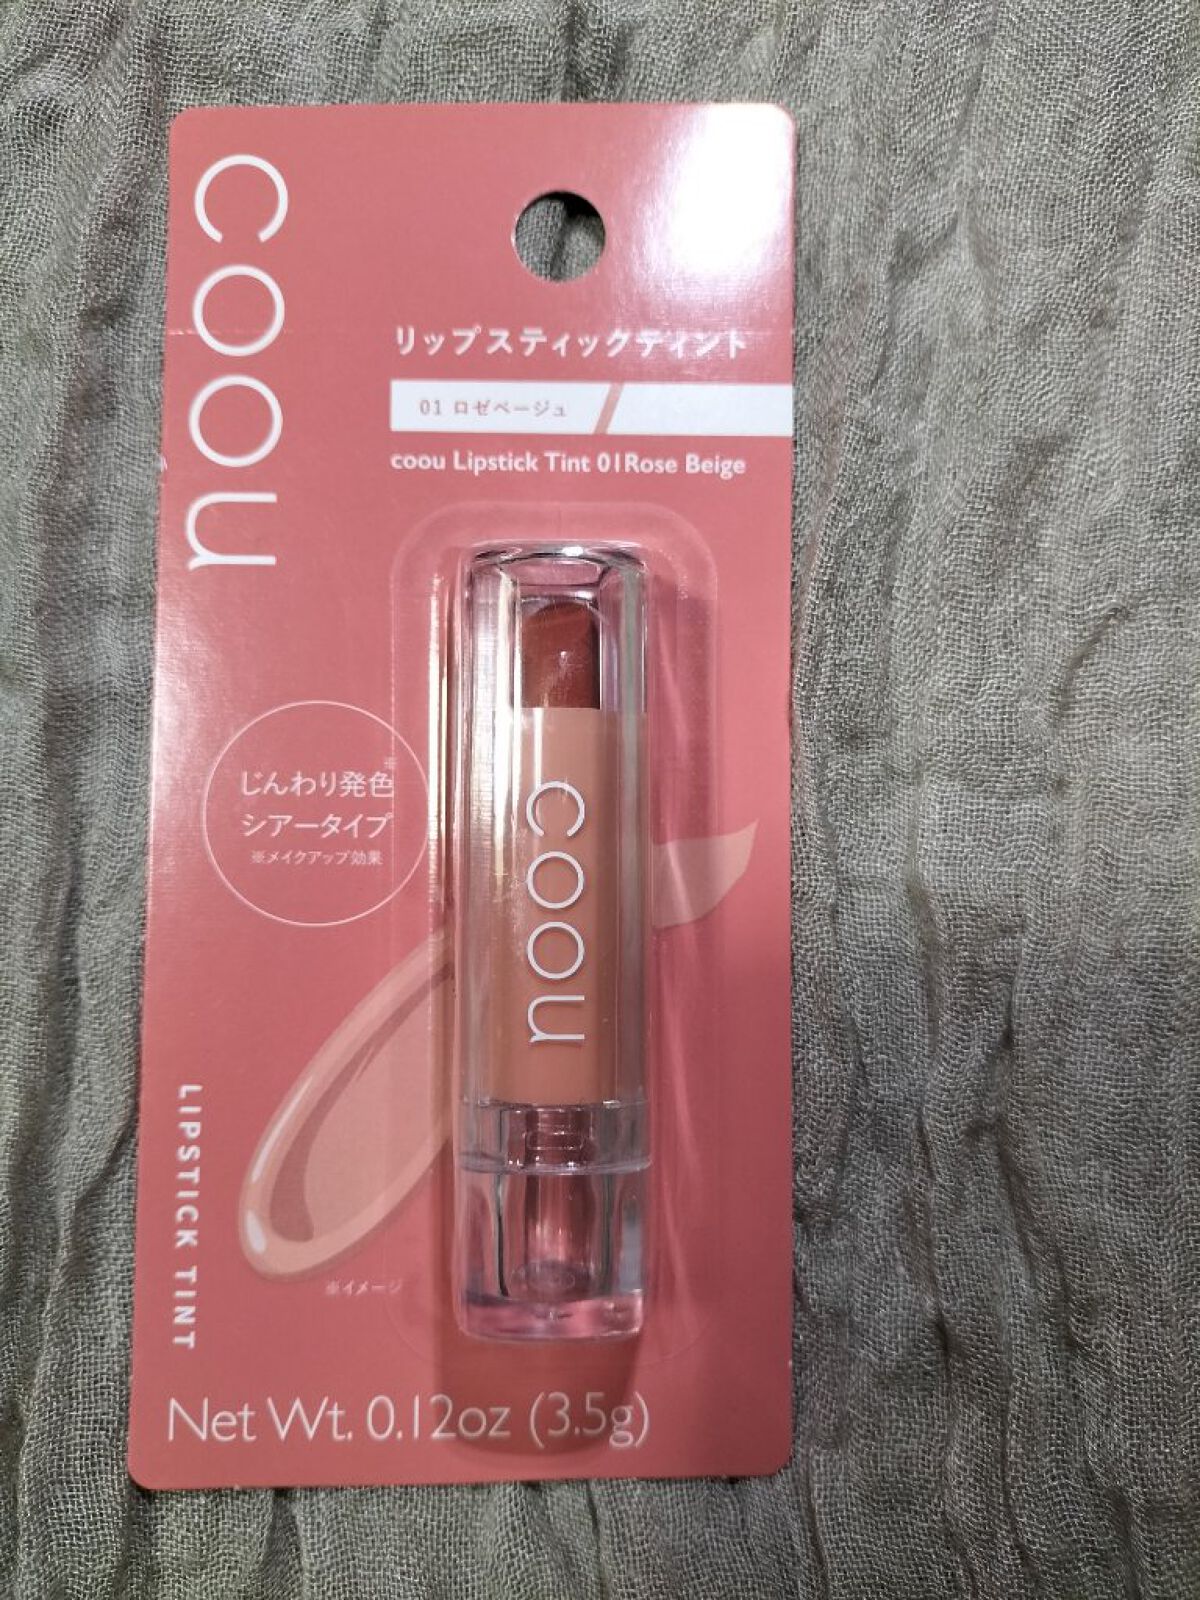 coou
リップスティックティント
01 ロゼベージュ
coou Lipstick Tint 01Rose Beige
じんわり発色※
シアータイプ
※メイクアップ効果
coou
※イメージ
LIPSTICK TINT
Net Wt. 0.12oz (3.5g)